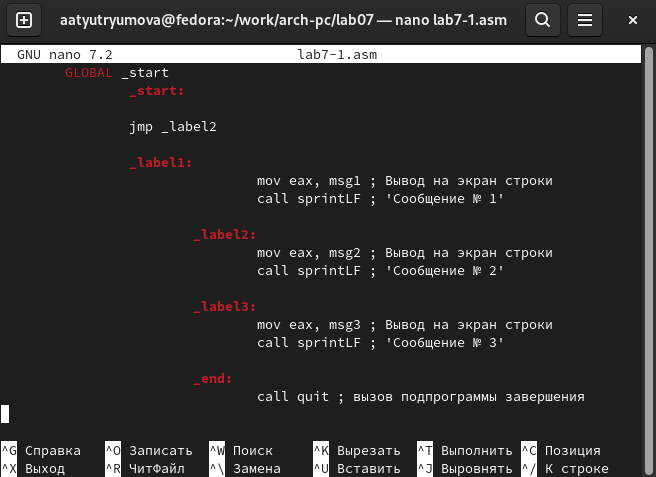 aatyutryumova@fedora:~/work/arch-pc/lab07 — nano lab7-1.asm
GNU nano 7.2 lab7-1.asm
GLOBAL _start
_start:
jmp _label2
_label1:
mov eax, msg1 ; Вывод на экран строки
call sprintLF ; 'Сообщение № 1'
_label2:
mov eax, msg2 ; Вывод на экран строки
call sprintLF ; 'Сообщение № 2'
_label3:
mov eax, msg3 ; Вывод на экран строки
call sprintLF ; 'Сообщение № 3'
_end:
call quit ; вызов подпрограммы завершения
^G Справка ^O Записать ^W Поиск ^K Вырезать ^T Выполнить ^C Позиция
^X Выход ^R ЧитФайл ^\ Замена ^U Вставить ^J Выровнять ^/ К строке